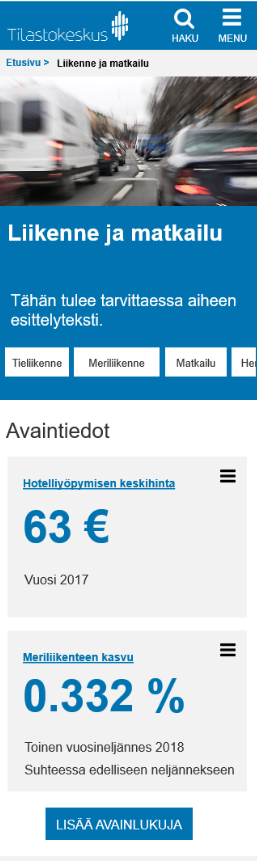 Tilastokeskus
HAKU
MENU
Etusivu > Liikenne ja matkailu
Liikenne ja matkailu
Tähän tulee tarvittaessa aiheen
esittelyteksti.
Tieliikenne Meriliikenne Matkailu
Avaintiedot
Hotelliyöpymisen keskihinta
63 €
Vuosi 2017
Meriliikenteen kasvu
0.332 %
Toinen vuosineljännes 2018
Suhteessa edelliseen neljännekseen
LISÄÄ AVAINLUKUJA